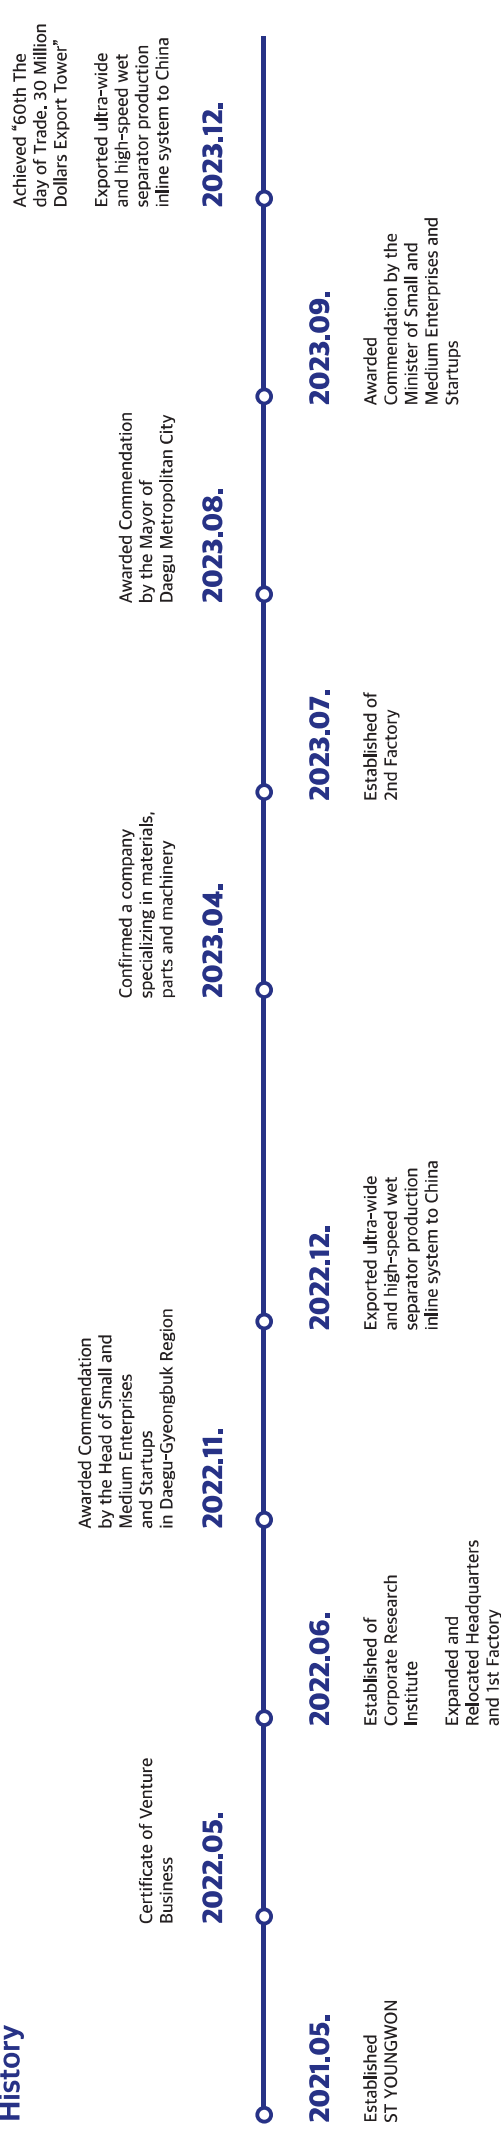 History
2021.05.
Established
ST YOUNGWON
2022.05.
Certificate of Venture
Business
2022.06.
Established of
Corporate Research
Institute
Expanded and
Relocated Headquarters
and 1st Factory
2022.11.
Awarded Commendation
by the Head of Small and
Medium Enterprises
and Startups
in Daegu-Gyeongbuk Region
2022.12.
Exported ultra-wide
and high-speed wet
separator production
inline system to China
2023.04.
Confirmed a company
specializing in materials,
parts and machinery
2023.07.
Established of
2nd Factory
2023.08.
Awarded Commendation
by the Mayor of
Daegu Metropolitan City
2023.09.
Awarded
Commendation by the
Minister of Small and
Medium Enterprises and
Startups
2023.12.
Achieved “60th The
day of Trade. 30 Million
Dollars Export Tower”
Exported ultra-wide
and high-speed wet
separator production
inline system to China